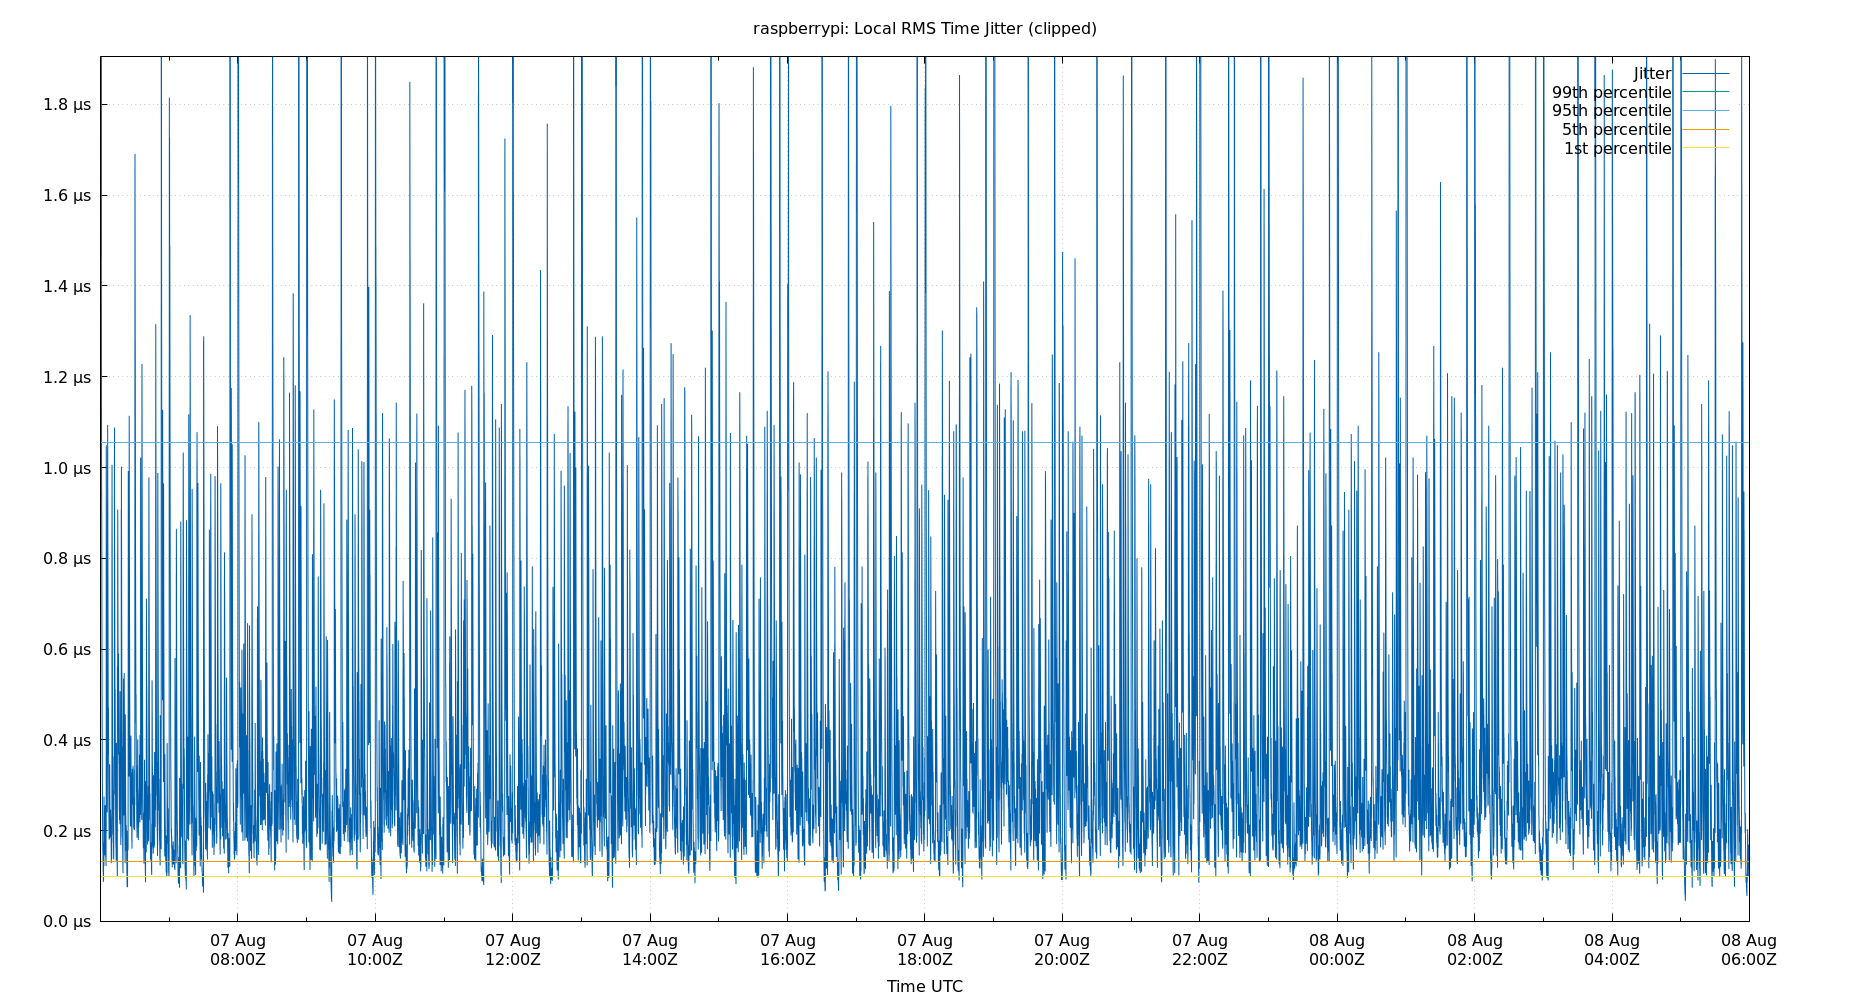 raspberrypi: Local RMS Time Jitter (clipped)
Jitter
99th percentile
95th percentile
5th percentile
1st percentile
1.8 µs
1.6 µs
1.4 µs
1.2 µs
1.0 µs
0.8 µs
0.6 µs
0.4 µs
0.2 µs
0.0 µs
07 Aug 07 Aug 07 Aug 07 Aug 07 Aug 07 Aug 07 Aug 07 Aug 08 Aug 08 Aug 08 Aug 08 Aug
08:00Z 10:00Z 12:00Z 14:00Z 16:00Z 18:00Z 20:00Z 22:00Z 00:00Z 02:00Z 04:00Z 06:00Z
Time UTC